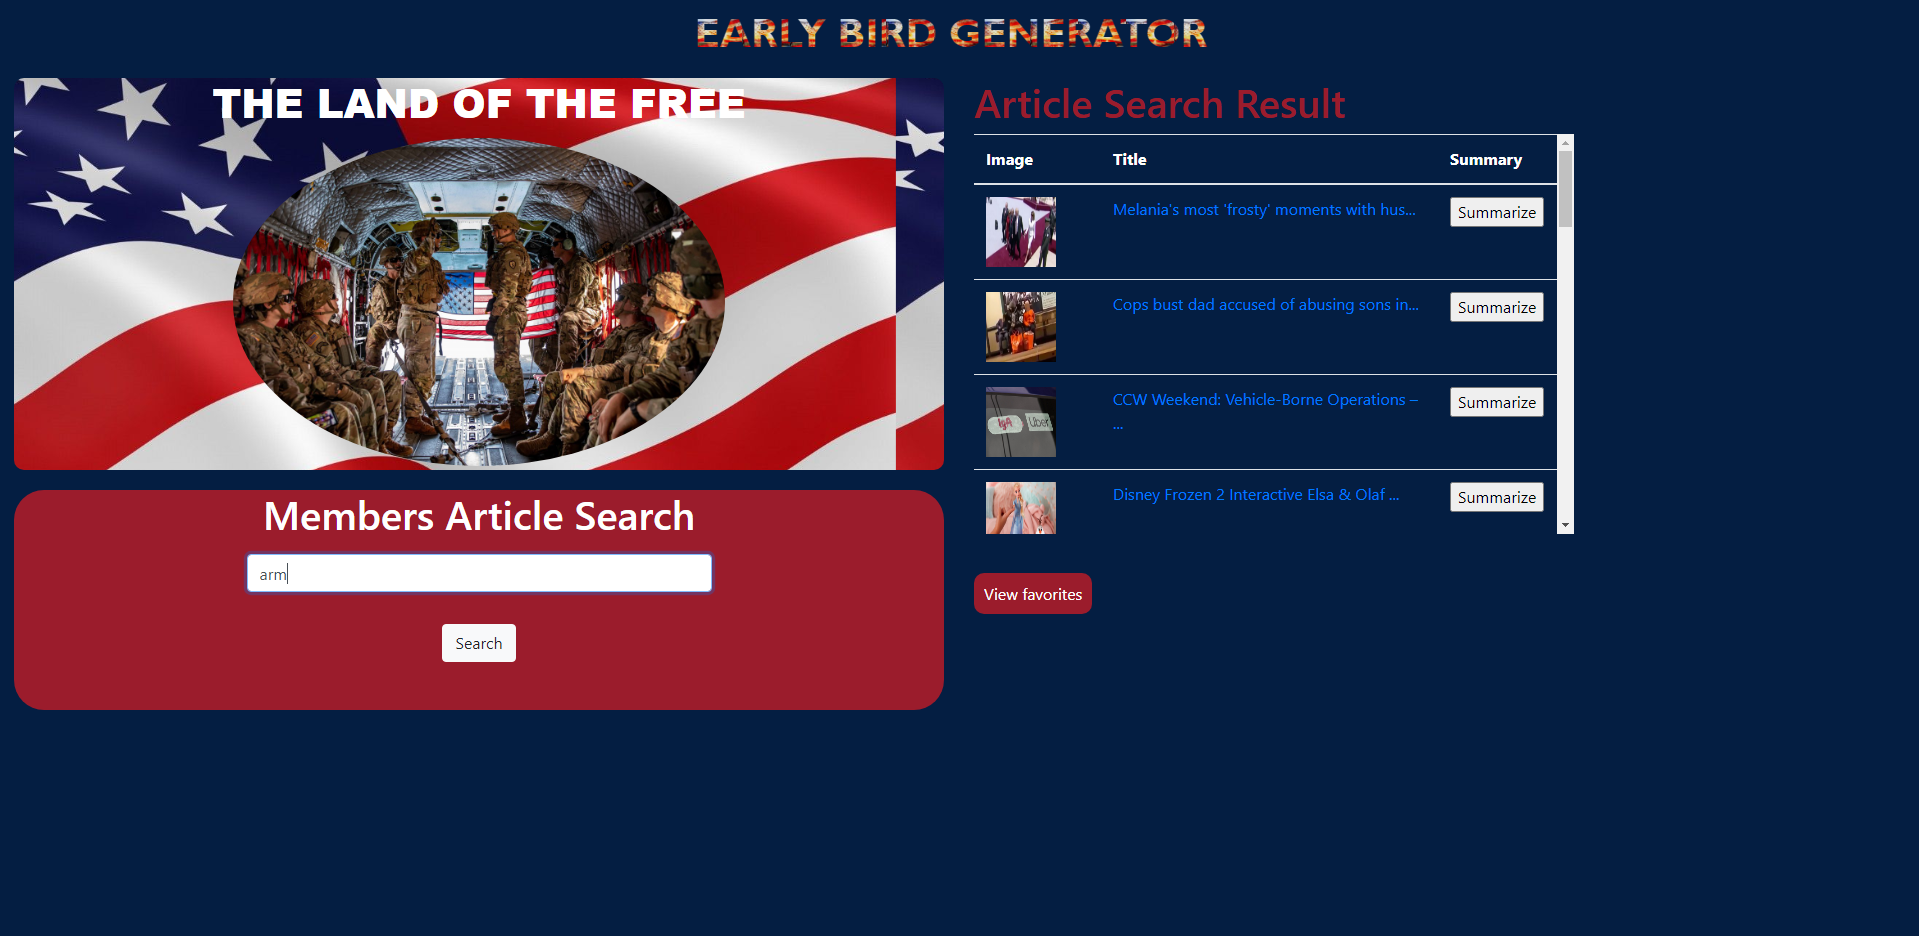 EARLY BIRD GENERATOR
THE LAND OF THE FREE
Members Article Search
arm
Search
Article Search Result
Image Title Summary
Melania's most 'frosty' moments with hus... Summarize
Cops bust dad accused of abusing sons in... Summarize
CCW Weekend: Vehicle-Borne Operations – Summarize
...
Uber
Disney Frozen 2 Interactive Elsa & Olaf ... Summarize
View favorites